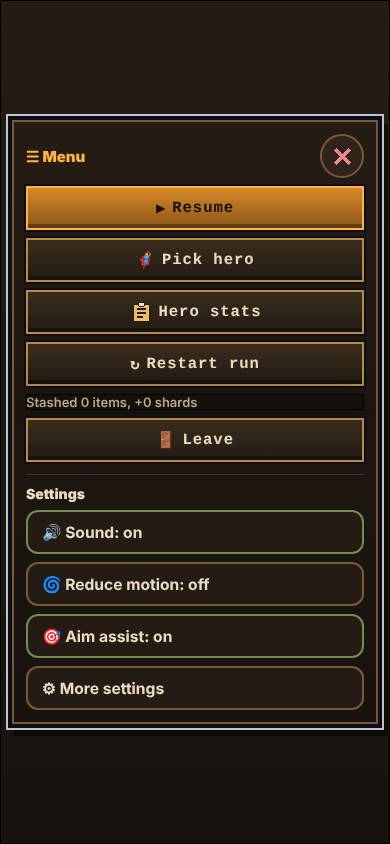 ☰ Menu
▶ Resume
Pick hero
Hero stats
↻ Restart run
Stashed 0 items, +0 shards
Leave
Settings
Sound: on
Reduce motion: off
Aim assist: on
More settings